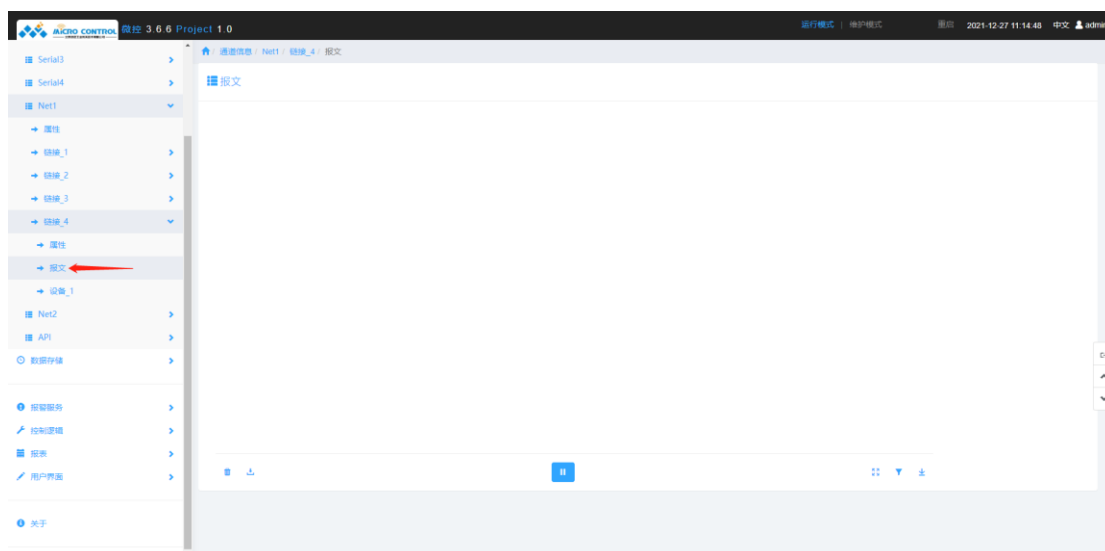 MICRO CONTROL 微控 3.6.6 Project 1.0
运行模式 | 维护模式 重启 2021-12-27 11:14:48 中文 admin
/ 通道信息 / Net1 / 链接_4 / 报文
Serial3
Serial4
Net1
属性
链接_1
链接_2
链接_3
链接_4
属性
报文
设备_1
Net2
API
数据存储
报警服务
控制逻辑
报表
用户界面
关于
报文